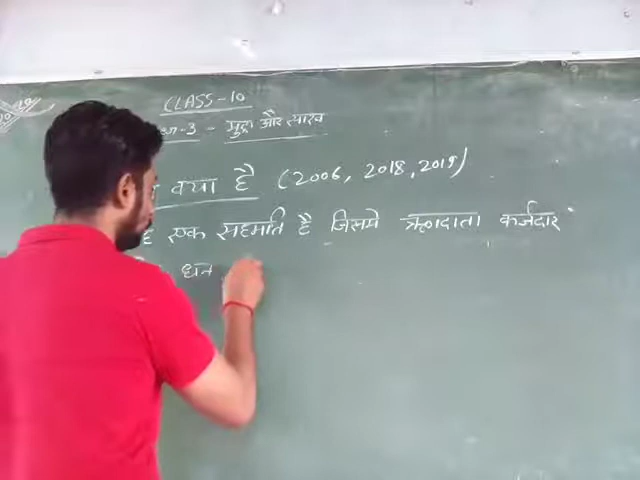 CLASS-10
-3 - मुद्रा और साख
क्या है (2006, 2018, 2019)
एक सहमति है जिसमे ऋणदाता कर्जदार
धन